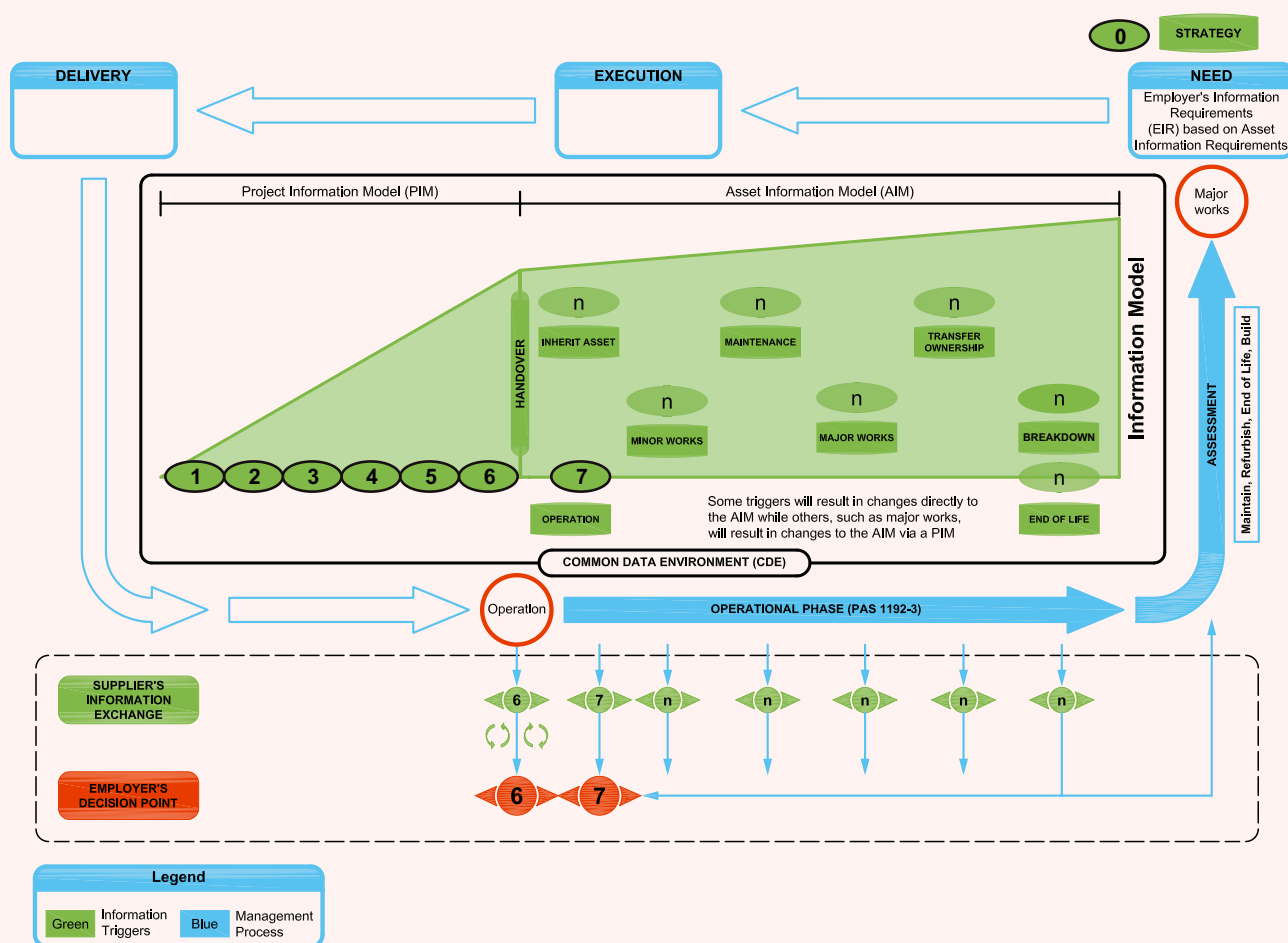 0
STRATEGY
DELIVERY
EXECUTION
NEED
Employer's Information
Requirements
(EIR) based on Asset
Information Requirements
Major
works
Project Information Model (PIM)
Asset Information Model (AIM)
Information Model
HANDOVER
n
INHERIT ASSET
n
MAINTENANCE
n
TRANSFER
OWNERSHIP
n
MINOR WORKS
n
MAJOR WORKS
n
BREAKDOWN
1
2
3
4
5
6
7
OPERATION
n
END OF LIFE
Some triggers will result in changes directly to
the AIM while others, such as major works,
will result in changes to the AIM via a PIM
COMMON DATA ENVIRONMENT (CDE)
ASSESSMENT
Maintain, Refurbish, End of Life, Build
Operation
OPERATIONAL PHASE (PAS 1192-3)
SUPPLIER'S
INFORMATION
EXCHANGE
6
7
n
n
n
n
n
EMPLOYER'S
DECISION POINT
6
7
Legend
Green
Information
Triggers
Blue
Management
Process